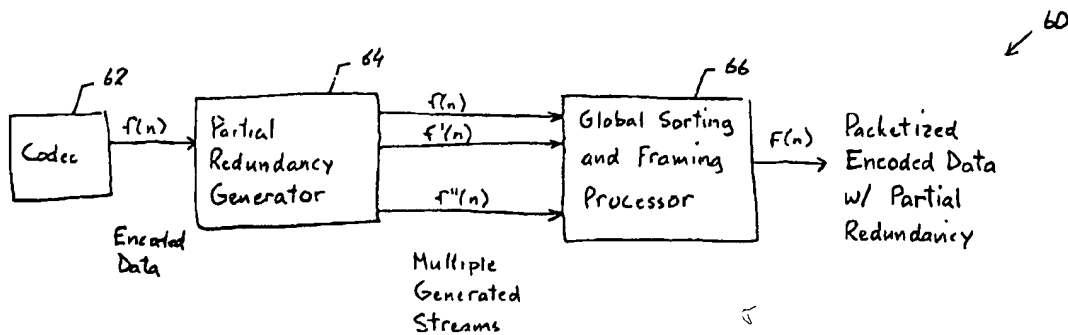 60
62
64
66
Codec
f(n)
Partial
Redundancy
Generator
f(n)
f'(n)
f"(n)
Global Sorting
and Framing
Processor
F(n)
Packetized
Encoded Data
w/ Partial
Redundancy
Encoded
Data
Multiple
Generated
Streams